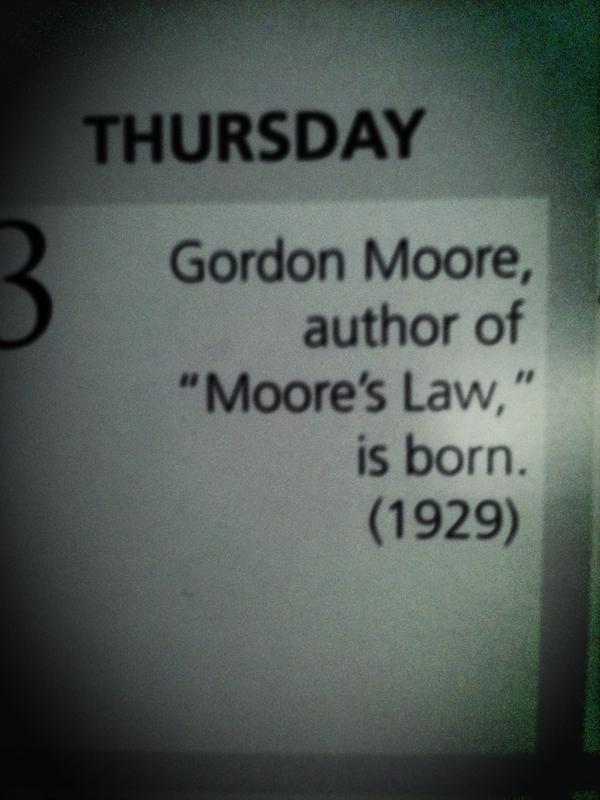 THURSDAY
3
Gordon Moore,
author of
“Moore’s Law,”
is born.
(1929)